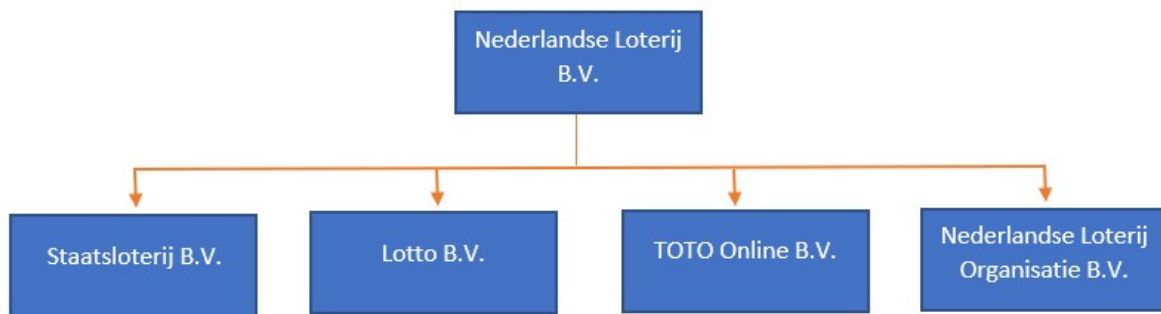 Nederlandse Loterij
B.V.
Staatsloterij B.V.
Lotto B.V.
TOTO Online B.V.
Nederlandse Loterij
Organisatie B.V.